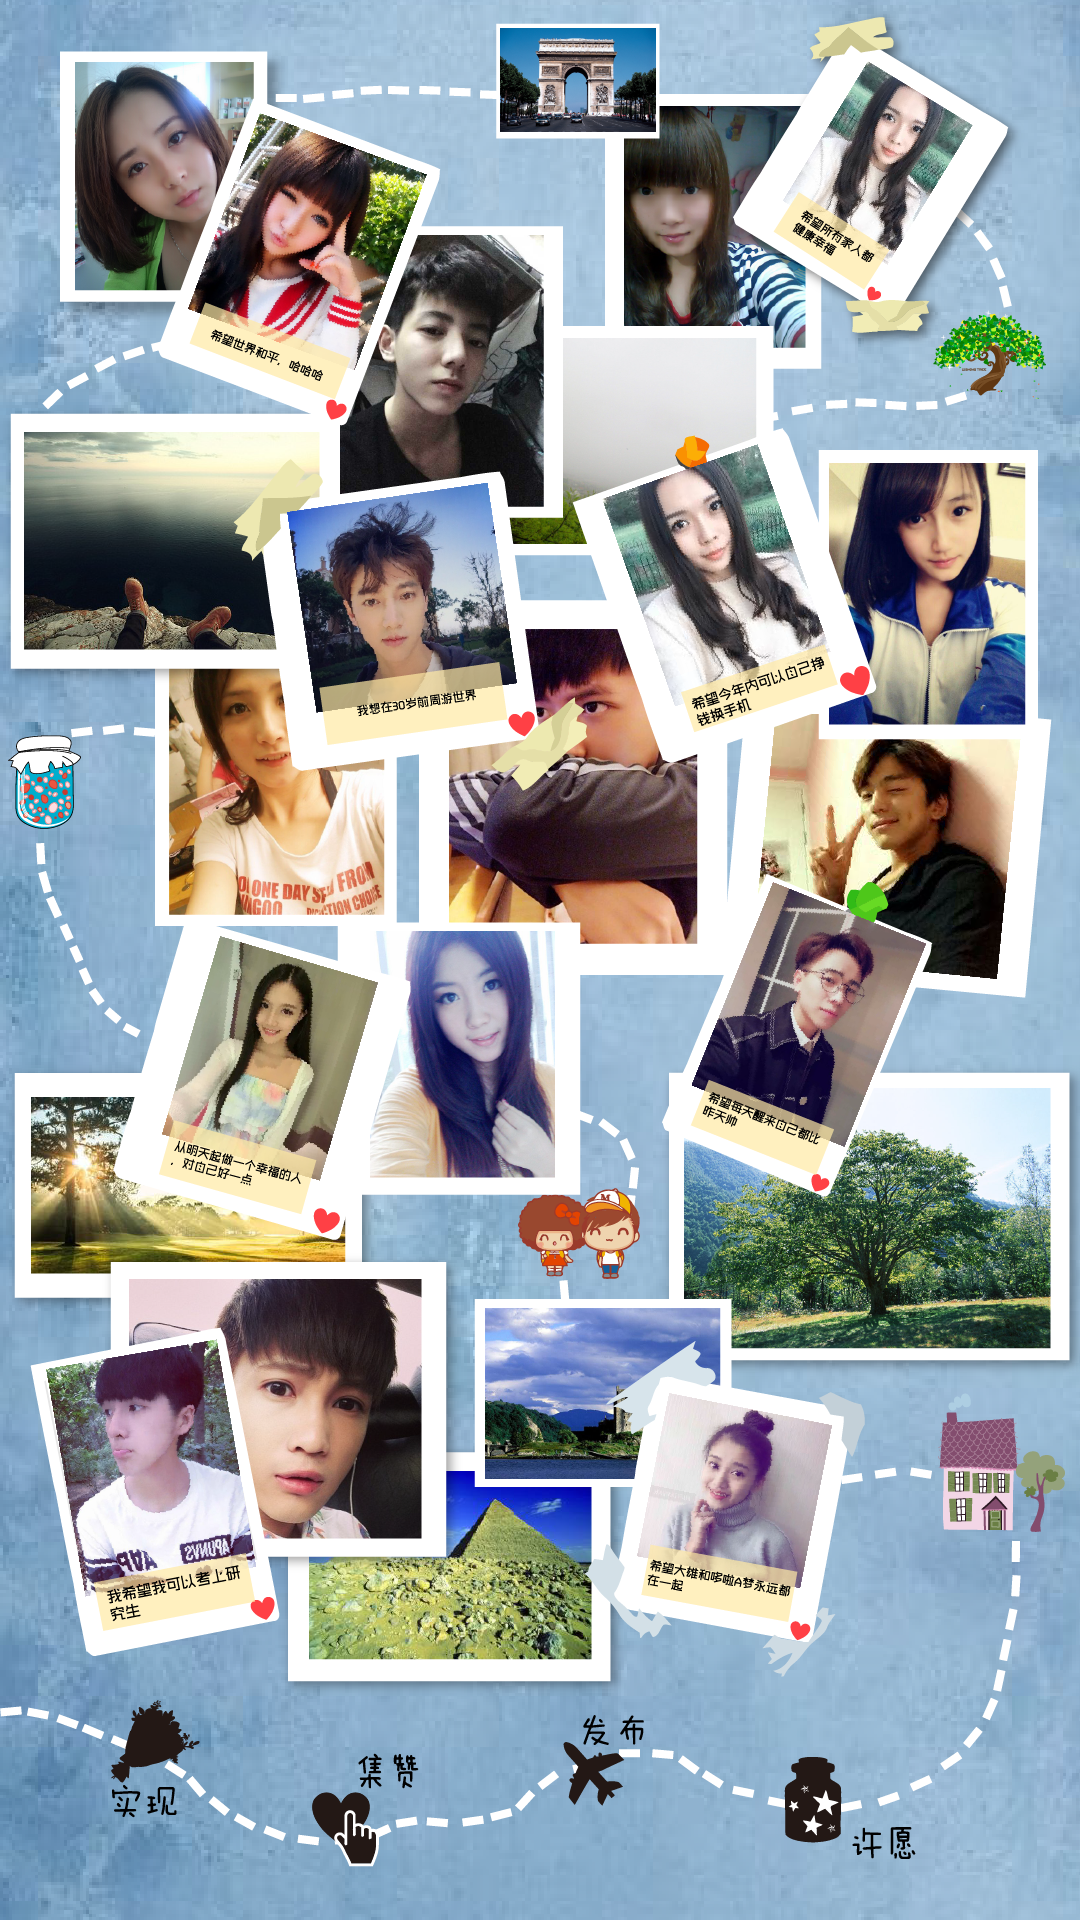 希望所有家人都
健康幸福
希望世界和平，哈哈哈
WISHING TREE
希望今年内可以自己挣
钱换手机
我想在30岁前周游世界
ONE DAY
FROM
希望每天醒来自己都比
昨天帅
从明天起做一个幸福的人
，对自己好一点
M
希望大雄和哆啦A梦永远都
在一起
我希望我可以考上研
究生
发布
集赞
实现
许愿